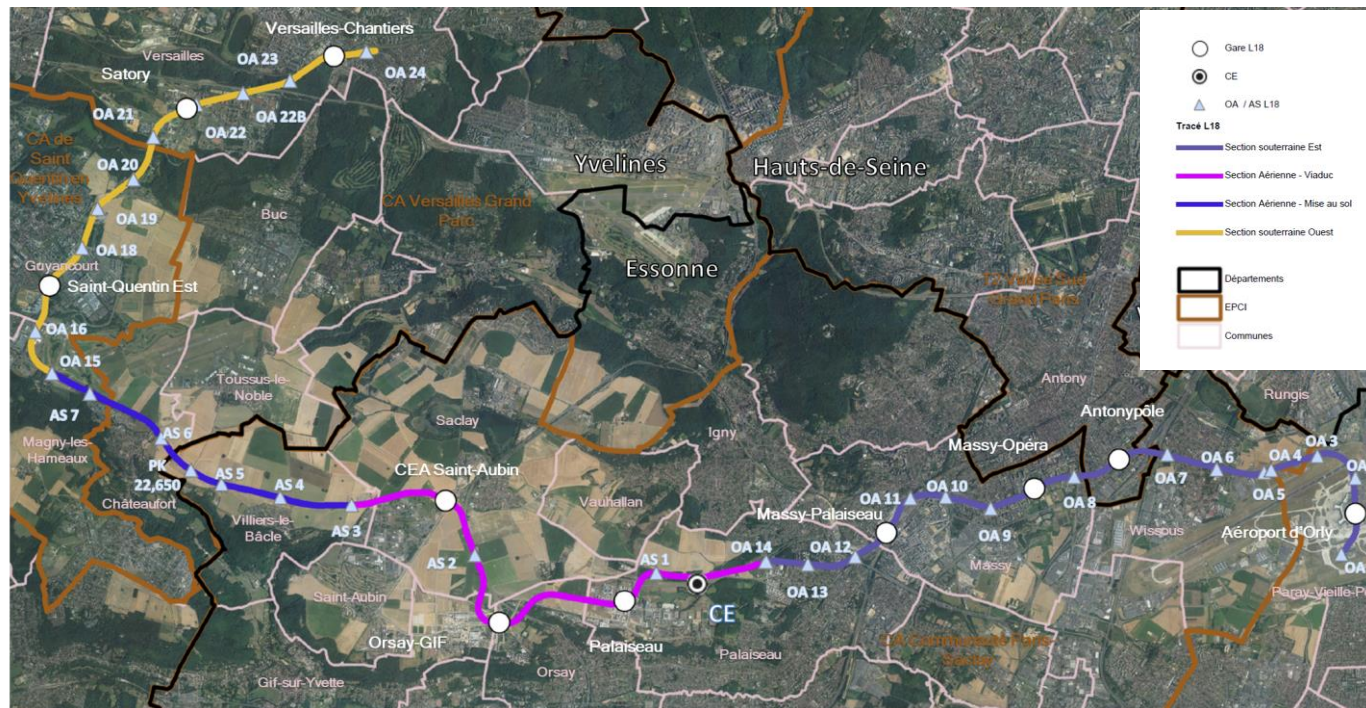 Versailles-Chantiers
Versailles
OA 23
Satory
OA 24
OA 21
OA 22B
OA 22
CA de
Saint
Quentin en
Yvelines
OA 20
Yvelines
Hauts-de-Seine
CA Versailles Grand
Parc
OA 19
Buc
OA 18
Guyancourt
Essonne
Saint-Quentin Est
OA 16
OA 15
Toussus-le-
Noble
Antony
Rungis
AS 7
Saclay
Igny
Antonypôle
Magny-les-
Hameaux
AS 6
Massy-Opéra
OA 3
PK
22,650
AS 5
CEA Saint-Aubin
OA 6
OA 4
OA 7
OA 5
Châteaufort
AS 4
Villiers-le-
Bâcle
Vauhallan
OA 11
OA 10
OA 8
Massy-Palaiseau
AS 3
Wissous
Aéroport d'Orly
OA 9
AS 2
AS 1
OA 14
OA 12
Massy
OA 13
Saint-Aubin
CE
Orsay-GIF
Palaiseau
Palaiseau
Orsay
Gif-sur-Yvette
Gare L18
CE
OA / AS L18
Tracé L18
Section souterraine Est
Section Aérienne - Viaduc
Section Aérienne - Mise au sol
Section souterraine Ouest
Départements
EPCI
Communes